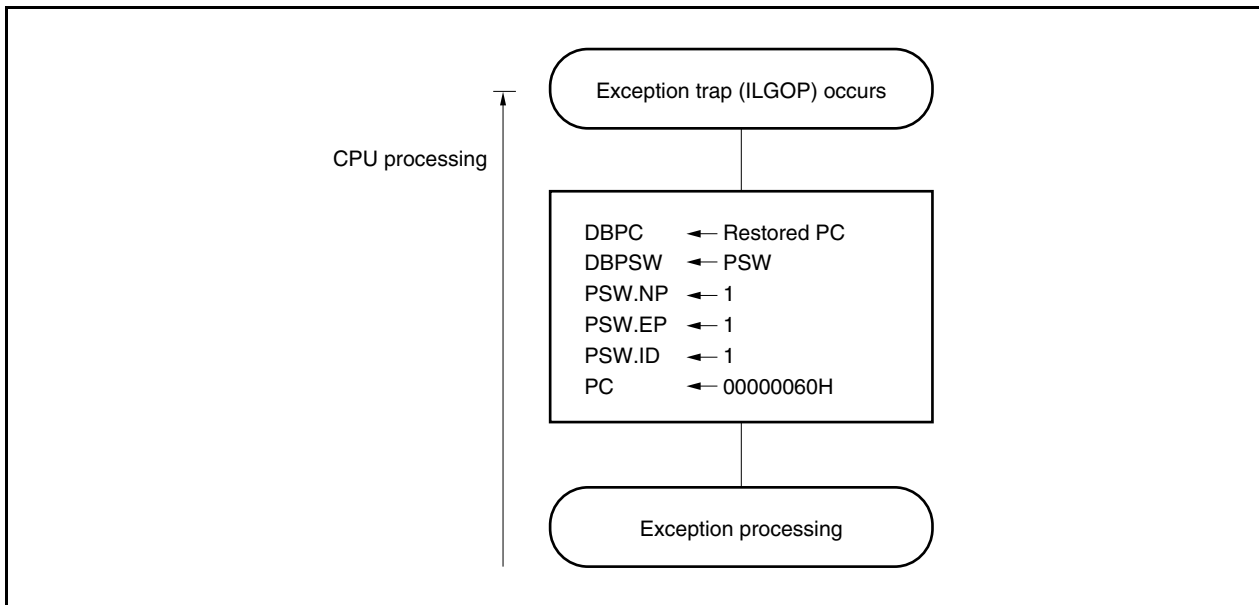 Exception trap (ILGOP) occurs
CPU processing
DBPC ← Restored PC
DBPSW ← PSW
PSW.NP ← 1
PSW.EP ← 1
PSW.ID ← 1
PC ← 00000060H
Exception processing